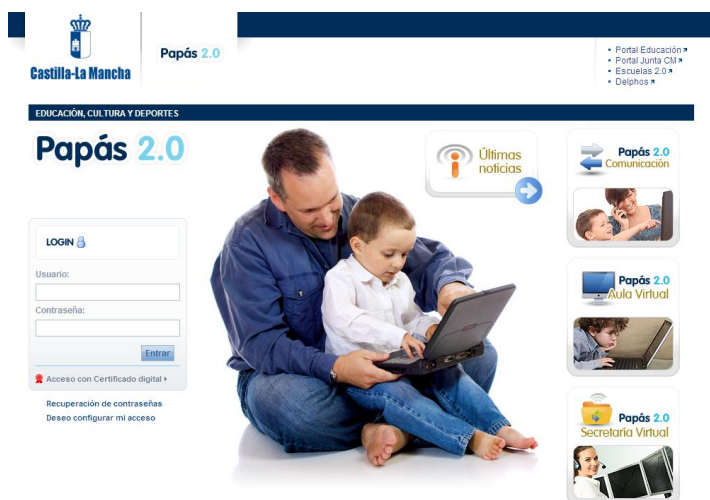 Castilla-La Mancha
Papás 2.0
Portal Educación
Portal Junta CM
Escuelas 2.0
Delphos
EDUCACIÓN, CULTURA Y DEPORTES
Papás 2.0
Últimas
noticias
Papás 2.0
Comunicación
LOGIN
Usuario:
Contraseña:
Entrar
Acceso con Certificado digital
Recuperación de contraseñas
Deseo configurar mi acceso
Papás 2.0
Aula Virtual
Papás 2.0
Secretaría Virtual